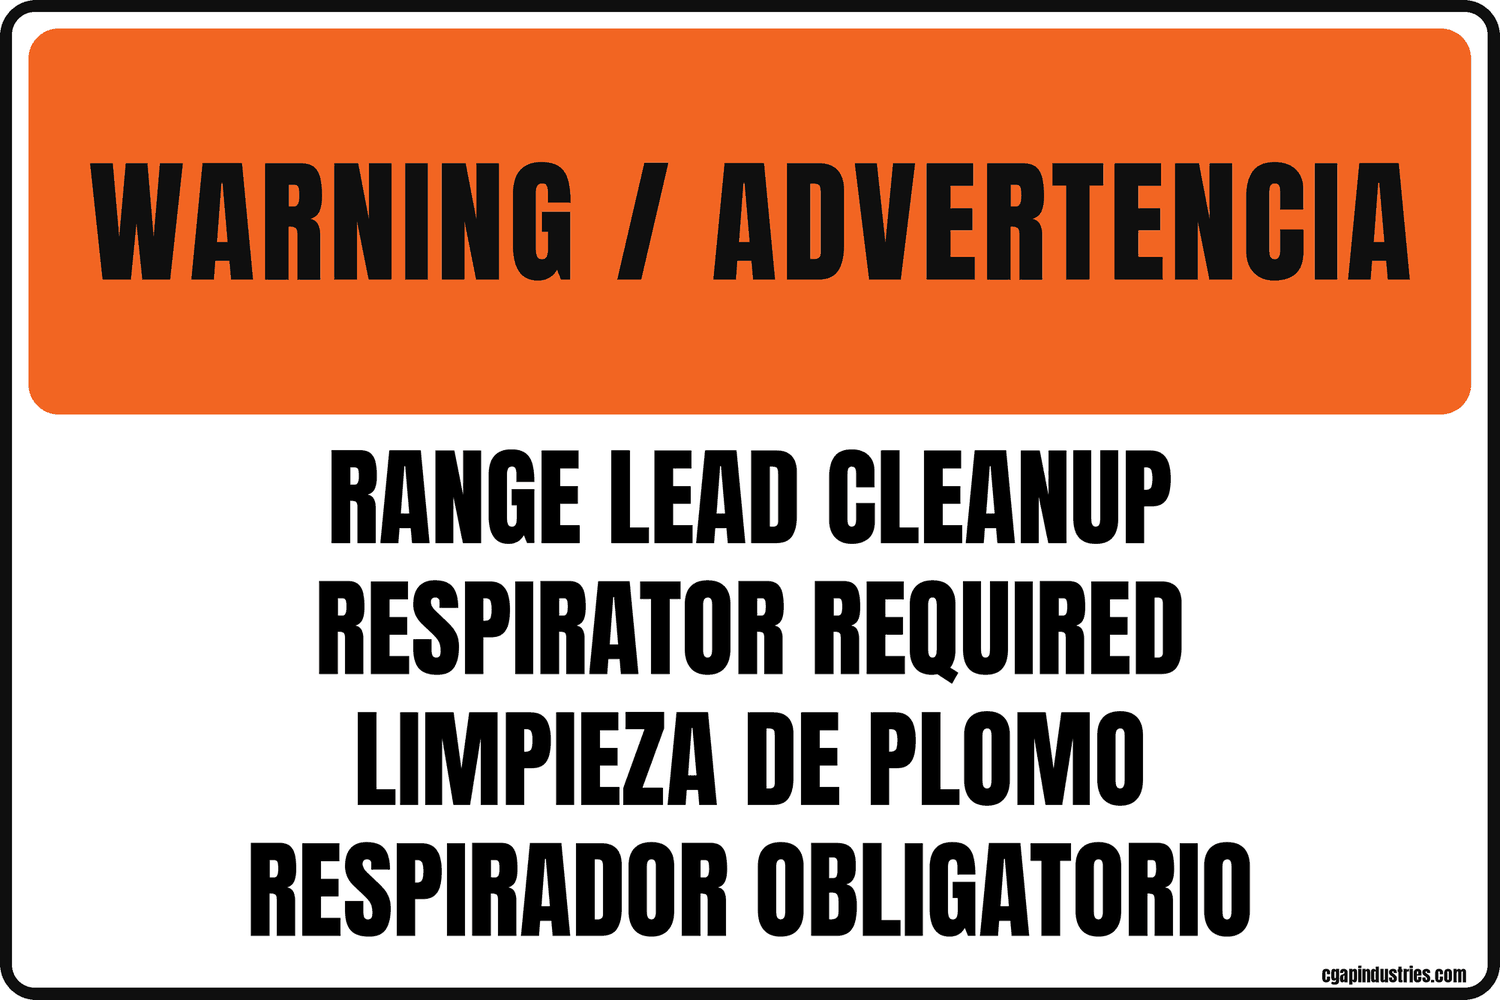 WARNING / ADVERTENCIA
RANGE LEAD CLEANUP
RESPIRATOR REQUIRED
LIMPIEZA DE PLOMO
RESPIRADOR OBLIGATORIO
cgapindustries.com